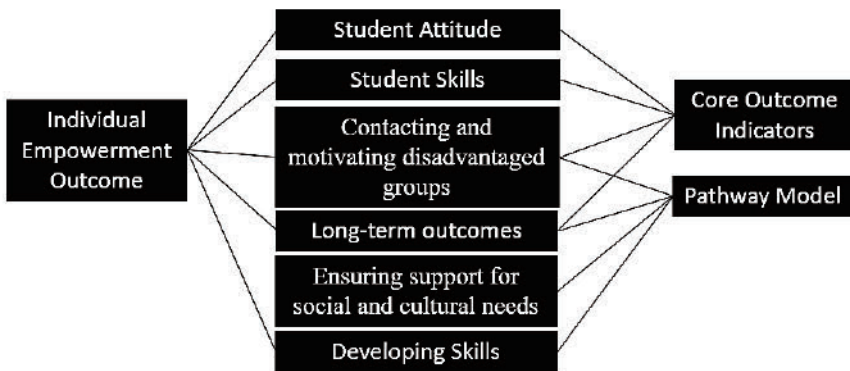 Student Attitude
Student Skills
Individual
Empowerment
Outcome
Contacting and
motivating disadvantaged
groups
Long-term outcomes
Ensuring support for
social and cultural needs
Developing Skills
Core Outcome
Indicators
Pathway Model